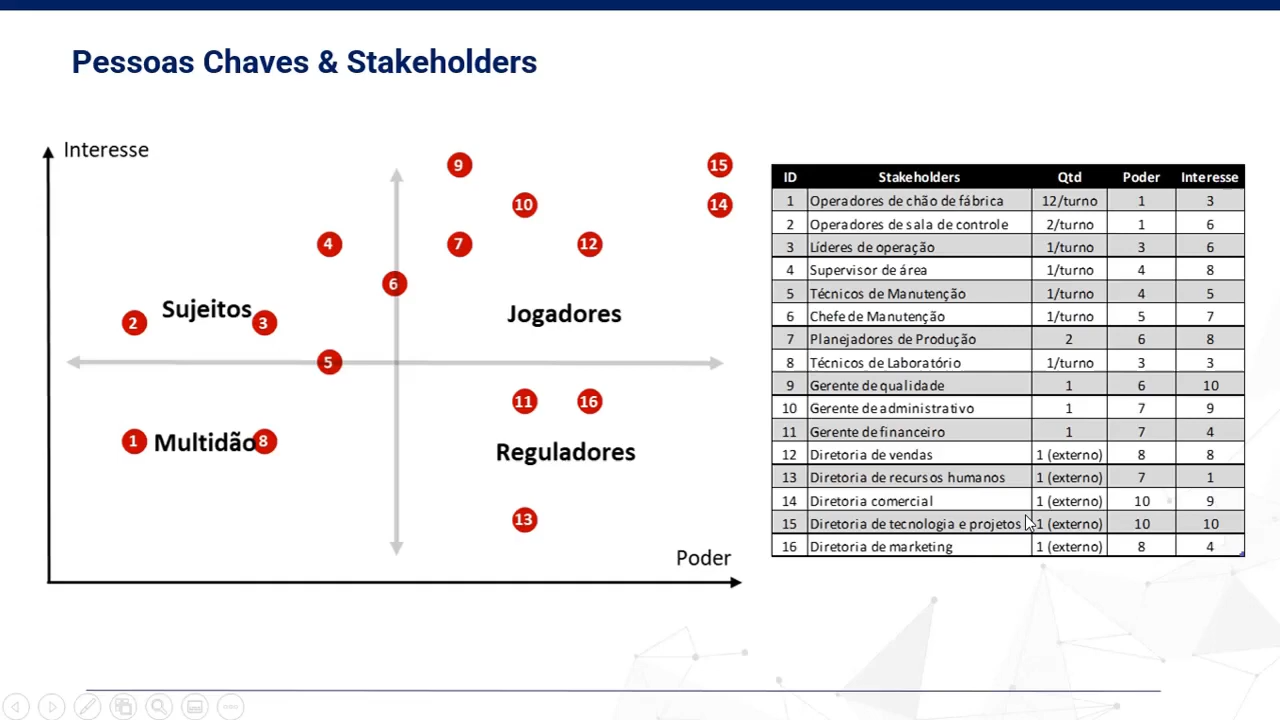 Pessoas Chaves & Stakeholders
Interesse
9
15
10
14
4
7
12
6
Sujeitos
Jogadores
2
3
5
11
16
1
Multidão
8
Reguladores
13
Poder
ID Stakeholders Qtd Poder Interesse
1 Operadores de chão de fábrica 12/turno 1 3
2 Operadores de sala de controle 2/turno 1 6
3 Líderes de operação 1/turno 3 6
4 Supervisor de área 1/turno 4 8
5 Técnicos de Manutenção 1/turno 4 5
6 Chefe de Manutenção 1/turno 5 7
7 Planejadores de Produção 2 6 8
8 Técnicos de Laboratório 1/turno 3 3
9 Gerente de qualidade 1 6 10
10 Gerente de administrativo 1 7 9
11 Gerente de financeiro 1 7 4
12 Diretoria de vendas 1 (externo) 8 8
13 Diretoria de recursos humanos 1 (externo) 7 1
14 Diretoria comercial 1 (externo) 10 9
15 Diretoria de tecnologia e projetos 1 (externo) 10 10
16 Diretoria de marketing 1 (externo) 8 4